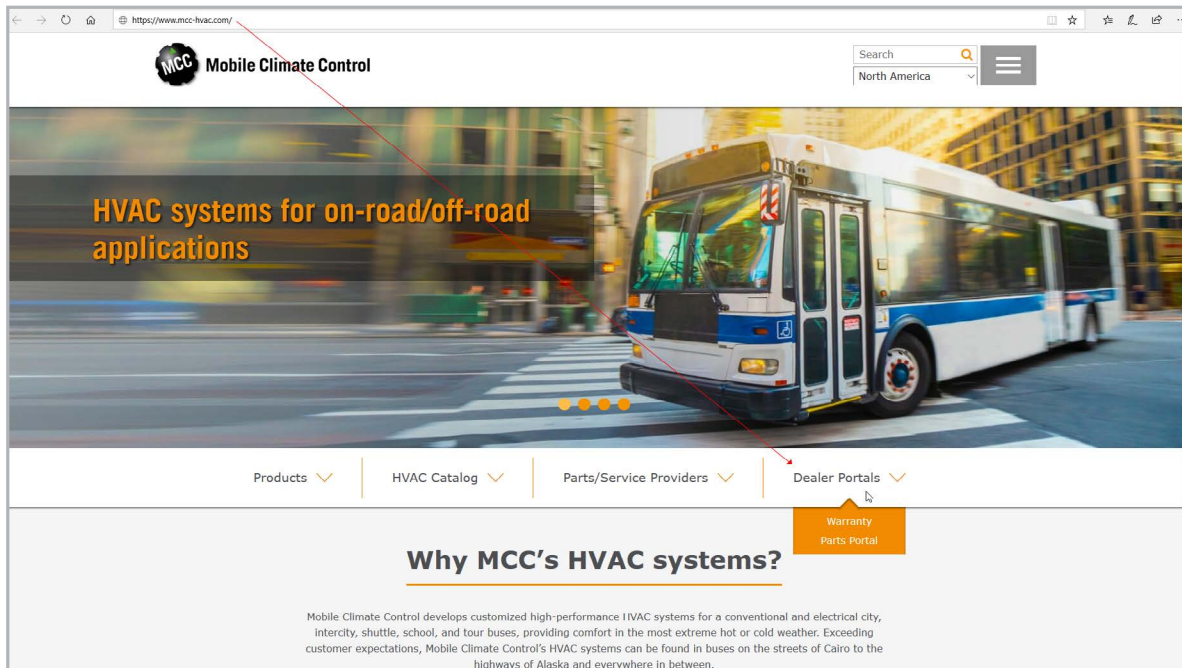 https://www.mcc-hvac.com/
MCC Mobile Climate Control
Search
North America
HVAC systems for on-road/off-road
applications
Products
HVAC Catalog
Parts/Service Providers
Dealer Portals
Warranty
Parts Portal
Why MCC’s HVAC systems?
Mobile Climate Control develops customized high-performance HVAC systems for a conventional and electrical city,
intercity, shuttle, school, and tour buses, providing comfort in the most extreme hot or cold weather. Exceeding
customer expectations, Mobile Climate Control's HVAC systems can be found in buses on the streets of Cairo to the
highways of Alaska and everywhere in between.